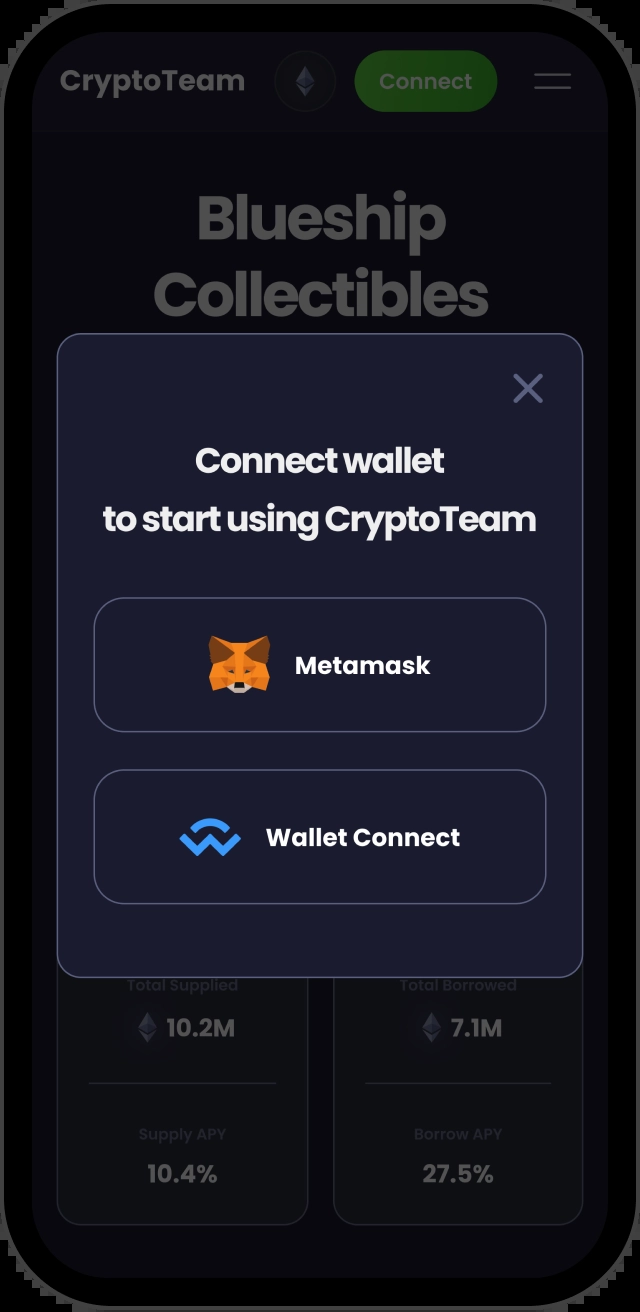 CryptoTeam
Connect
Blueship
Collectibles
Connect wallet
to start using CryptoTeam
Metamask
Wallet Connect
Total Supplied
Total Borrowed
10.2M
7.1M
Supply APY
Borrow APY
10.4%
27.5%